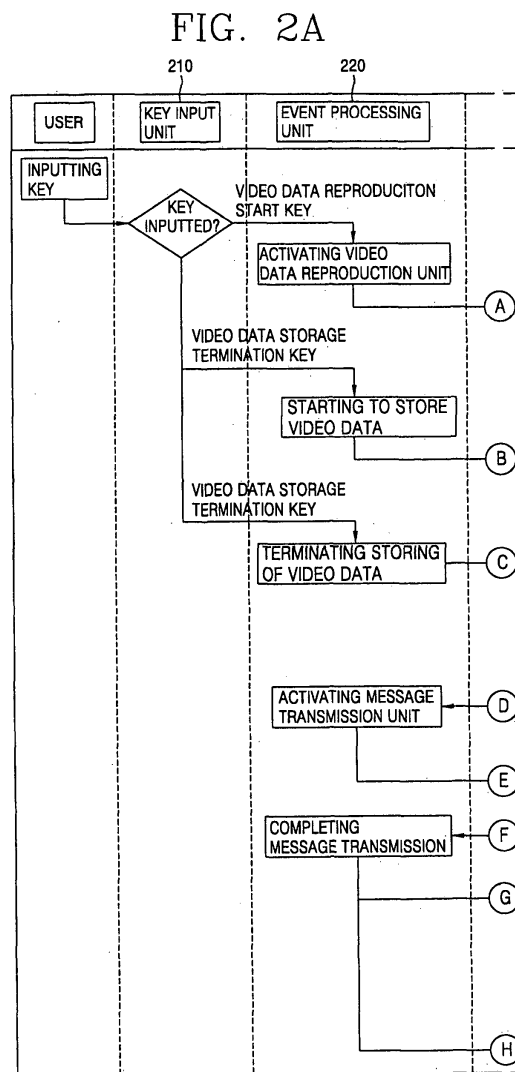 FIG. 2A
210
220
USER
KEY INPUT
UNIT
EVENT PROCESSING
UNIT
INPUTTING
KEY
KEY
INPUTTED?
VIDEO DATA REPRODUCITON
START KEY
ACTIVATING VIDEO
DATA REPRODUCTION UNIT
A
VIDEO DATA STORAGE
TERMINATION KEY
STARTING TO STORE
VIDEO DATA
B
VIDEO DATA STORAGE
TERMINATION KEY
TERMINATING STORING
OF VIDEO DATA
C
ACTIVATING MESSAGE
TRANSMISSION UNIT
D
E
COMPLETING
MESSAGE TRANSMISSION
F
G
H